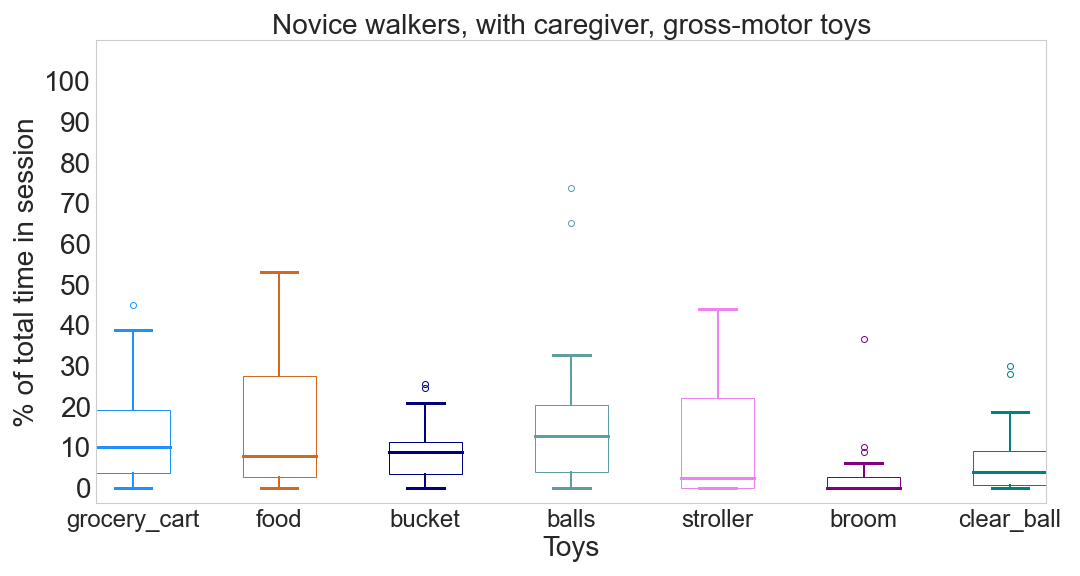 Novice walkers, with caregiver, gross-motor toys
% of total time in session
100
90
80
70
60
50
40
30
20
10
0
grocery_cart food bucket balls stroller broom clear_ball
Toys